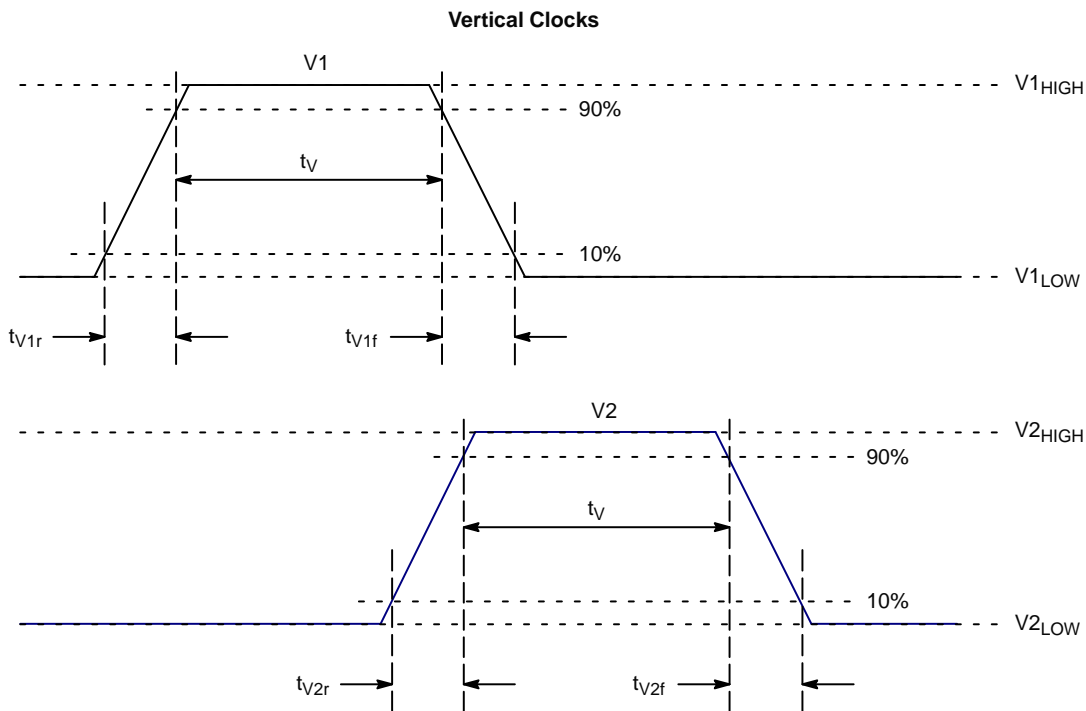 Vertical Clocks
V1
V1HIGH
90%
tV
10%
V1LOW
tV1r
tV1f
V2
V2HIGH
90%
tV
10%
V2LOW
tV2r
tV2f